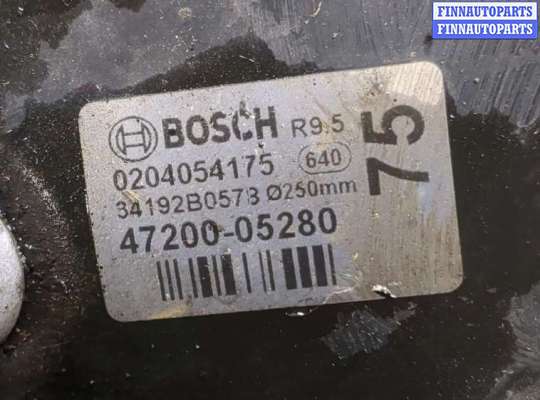 FINNAUTOPARTS
FINNAUTOPARTS
BOSCH R9.5
0204054175 640
34192B0573 Ø250mm
47200-05280
75